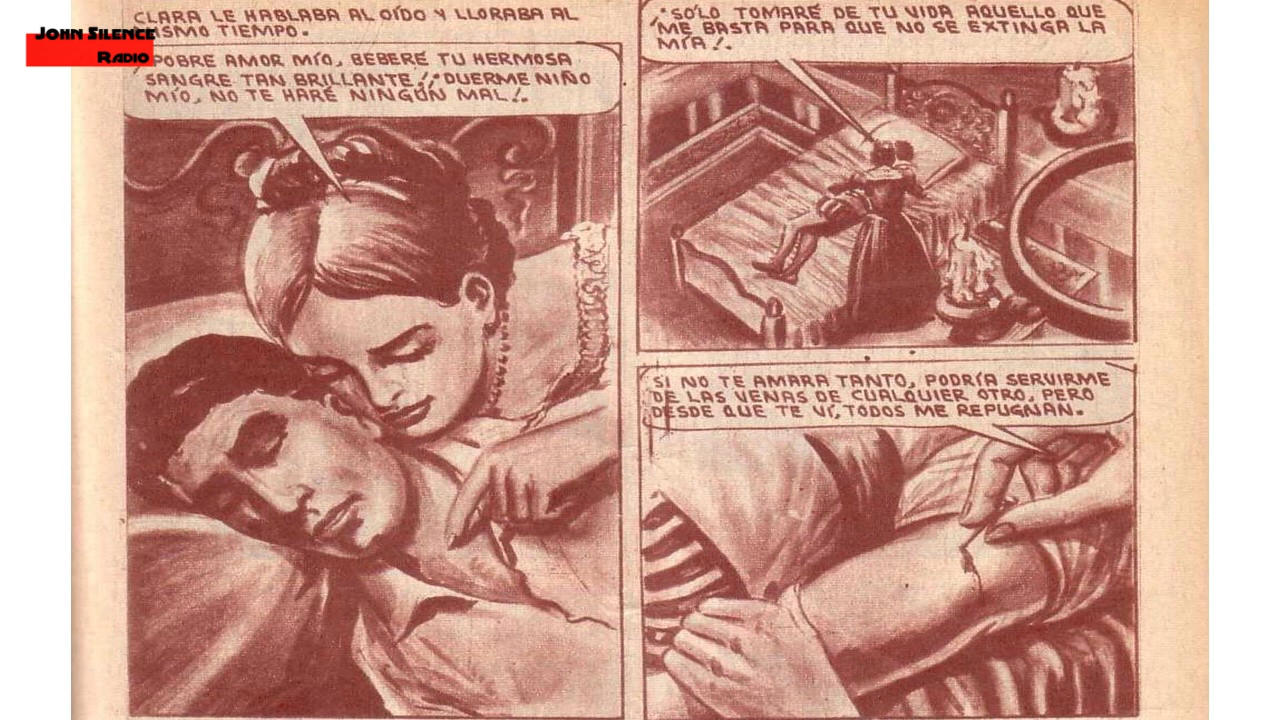 JOHN SILENCE
RADIO
CLARA LE HABLABA AL OÍDO Y LLORABA AL
MISMO TIEMPO.
¡POBRE AMOR MÍO, BEBERÉ TU HERMOSA
SANGRE TAN BRILLANTE!¡DUERME NIÑO
MÍO, NO TE HARÉ NINGÚN MAL!.
¡SÓLO TOMARÉ DE TU VIDA AQUELLO QUE
ME BASTA PARA QUE NO SE EXTINGA LA
MÍA!.
SI NO TE AMARA TANTO, PODRÍA SERVIRME
DE LAS VENAS DE CUALQUIER OTRO, PERO
DESDE QUE TE VÍ, TODOS ME REPUGNAN.